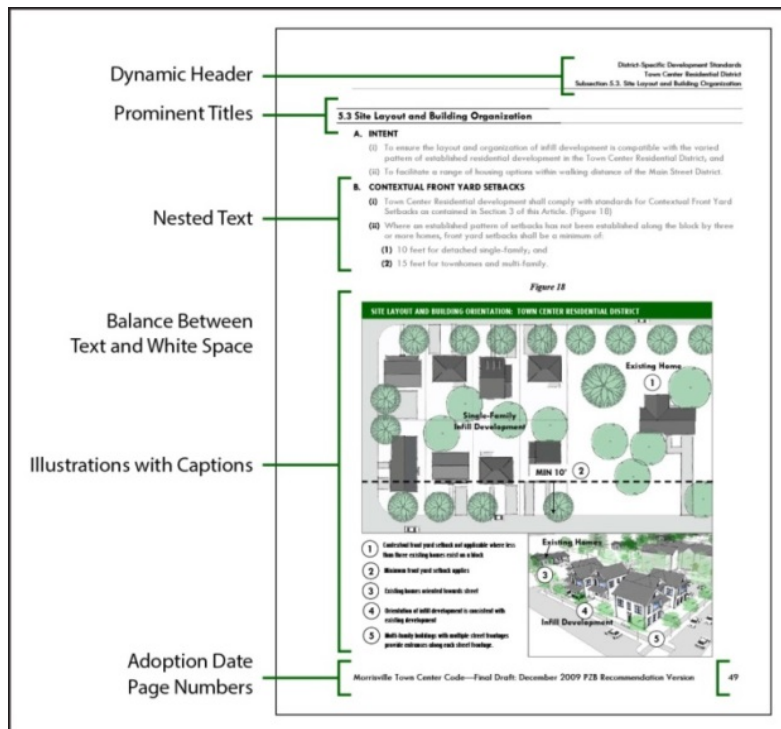 Dynamic Header
District-Specific Development Standards
Town Center Residential District
Subsection 5.3. Site Layout and Building Organization
Prominent Titles
5.3 Site Layout and Building Organization
A. INTENT
(i) To ensure the layout and organization of infill development is compatible with the varied
pattern of established residential development in the Town Center Residential District; and
(ii) To facilitate a range of housing options within walking distance of the Main Street District.
Nested Text
B. CONTEXTUAL FRONT YARD SETBACKS
(i) Town Center Residential development shall comply with standards for Contextual Front Yard
Setbacks as contained in Section 3 of this Article. (Figure 18)
(ii) Where an established pattern of setbacks has not been established along the block by three
or more homes, front yard setbacks shall be a minimum of:
(1) 10 feet for detached single-family; and
(2) 15 feet for townhomes and multi-family.
Figure 18
Balance Between
Text and White Space
SITE LAYOUT AND BUILDING ORIENTATION: TOWN CENTER RESIDENTIAL DISTRICT
Existing Home
1
Single-Family
Infill Development
MIN 10'
2
Illustrations with Captions
1 Contextual front yard setback not applicable where less
than three existing homes exist on a block
2 Minimum front yard setback applies
3 Existing homes oriented towards street
4 Orientation of infill development is consistent with
existing development
5 Multi-family buildings with multiple street frontages
provide entrances along each street frontage.
Existing Homes
3
4
Infill Development
5
Adoption Date
Page Numbers
Morrisville Town Center Code—Final Draft: December 2009 PZB Recommendation Version
49